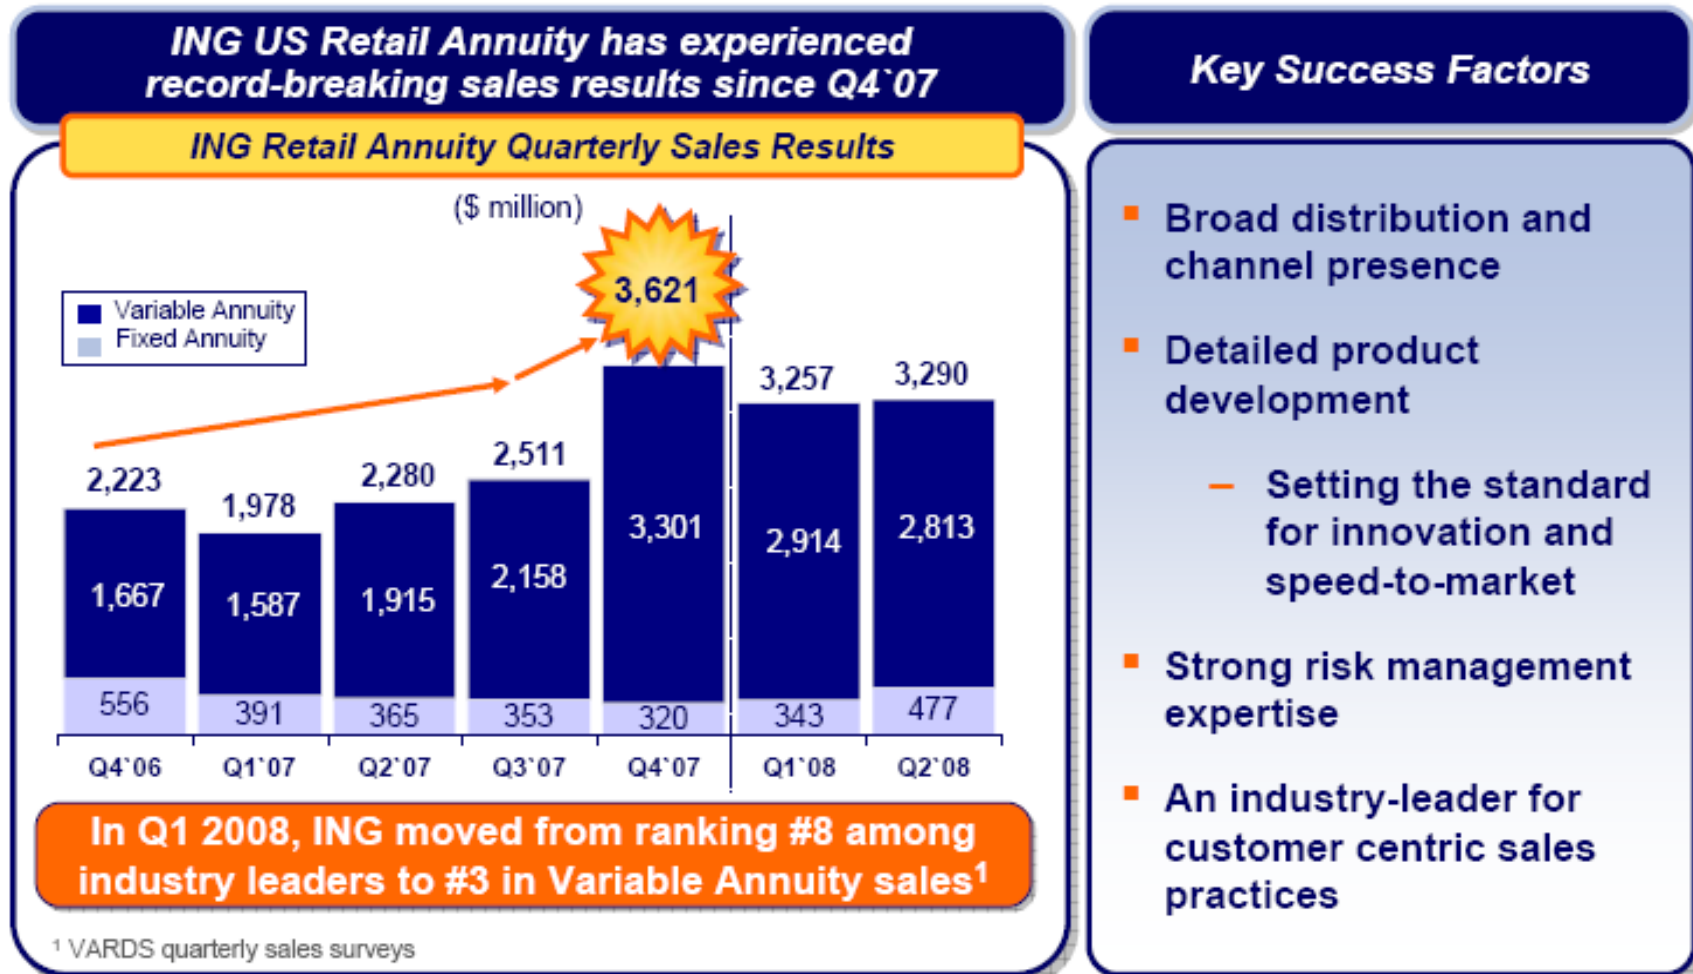 ING US Retail Annuity has experienced
record-breaking sales results since Q4`07
ING Retail Annuity Quarterly Sales Results
($ million)
Variable Annuity
Fixed Annuity
2,223
1,978
2,280
2,511
3,621
3,257
3,290
1,667
1,587
1,915
2,158
3,301
2,914
2,813
556
391
365
353
320
343
477
Q4`06
Q1`07
Q2`07
Q3`07
Q4`07
Q1`08
Q2`08
In Q1 2008, ING moved from ranking #8 among
industry leaders to #3 in Variable Annuity sales¹
¹ VARDS quarterly sales surveys
Key Success Factors
▪ Broad distribution and
channel presence
▪ Detailed product
development
– Setting the standard
for innovation and
speed-to-market
▪ Strong risk management
expertise
▪ An industry-leader for
customer centric sales
practices